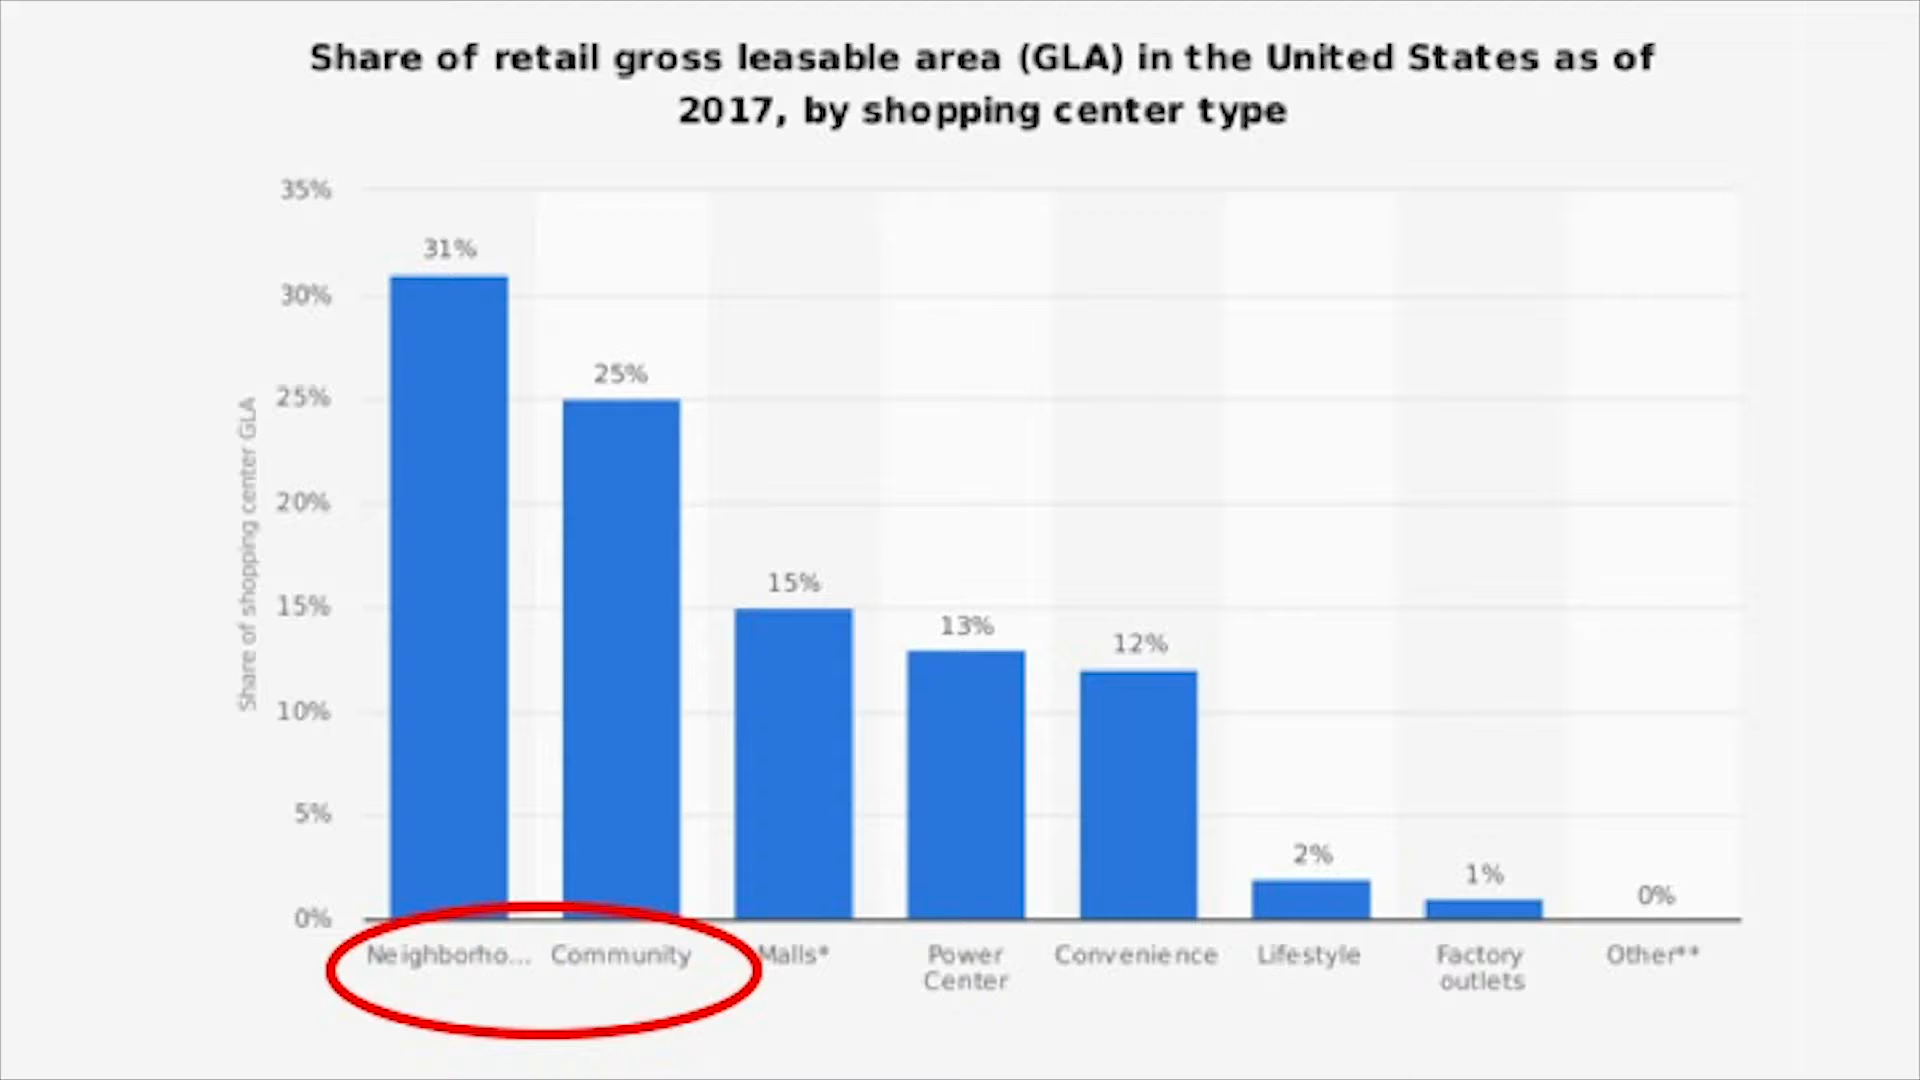 Share of retail gross leasable area (GLA) in the United States as of
2017, by shopping center type
Share of shopping center GLA
35%
30%
25%
20%
15%
10%
5%
0%
31%
25%
15%
13%
12%
2%
1%
0%
Neighborho...
Community
Malls*
Power
Center
Convenience
Lifestyle
Factory
outlets
Other**